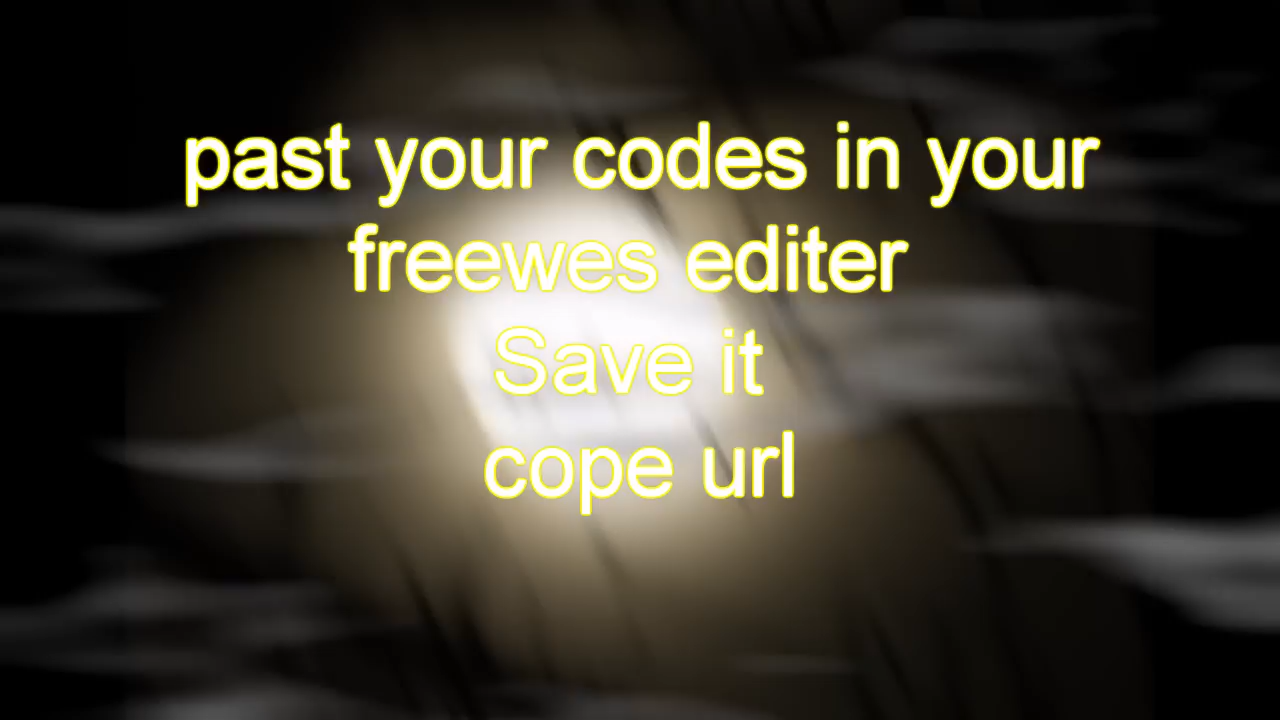 past your codes in your
freewes editer
Save it
cope url